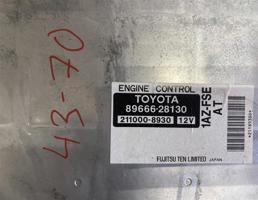 43-70
ENGINE CONTROL
TOYOTA
89666-28130
211000-8930 12V
1AZ-FSE
AT
FUJITSU TEN LIMITED JAPAN